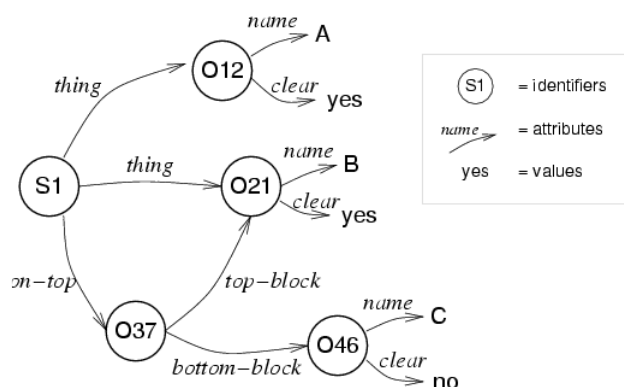 name
A
O12
thing
clear
yes
S1
= identifiers
name
= attributes
yes
= values
thing
name
B
S1
O21
clear
yes
on-top
top-block
O37
name
C
bottom-block
O46
clear
no